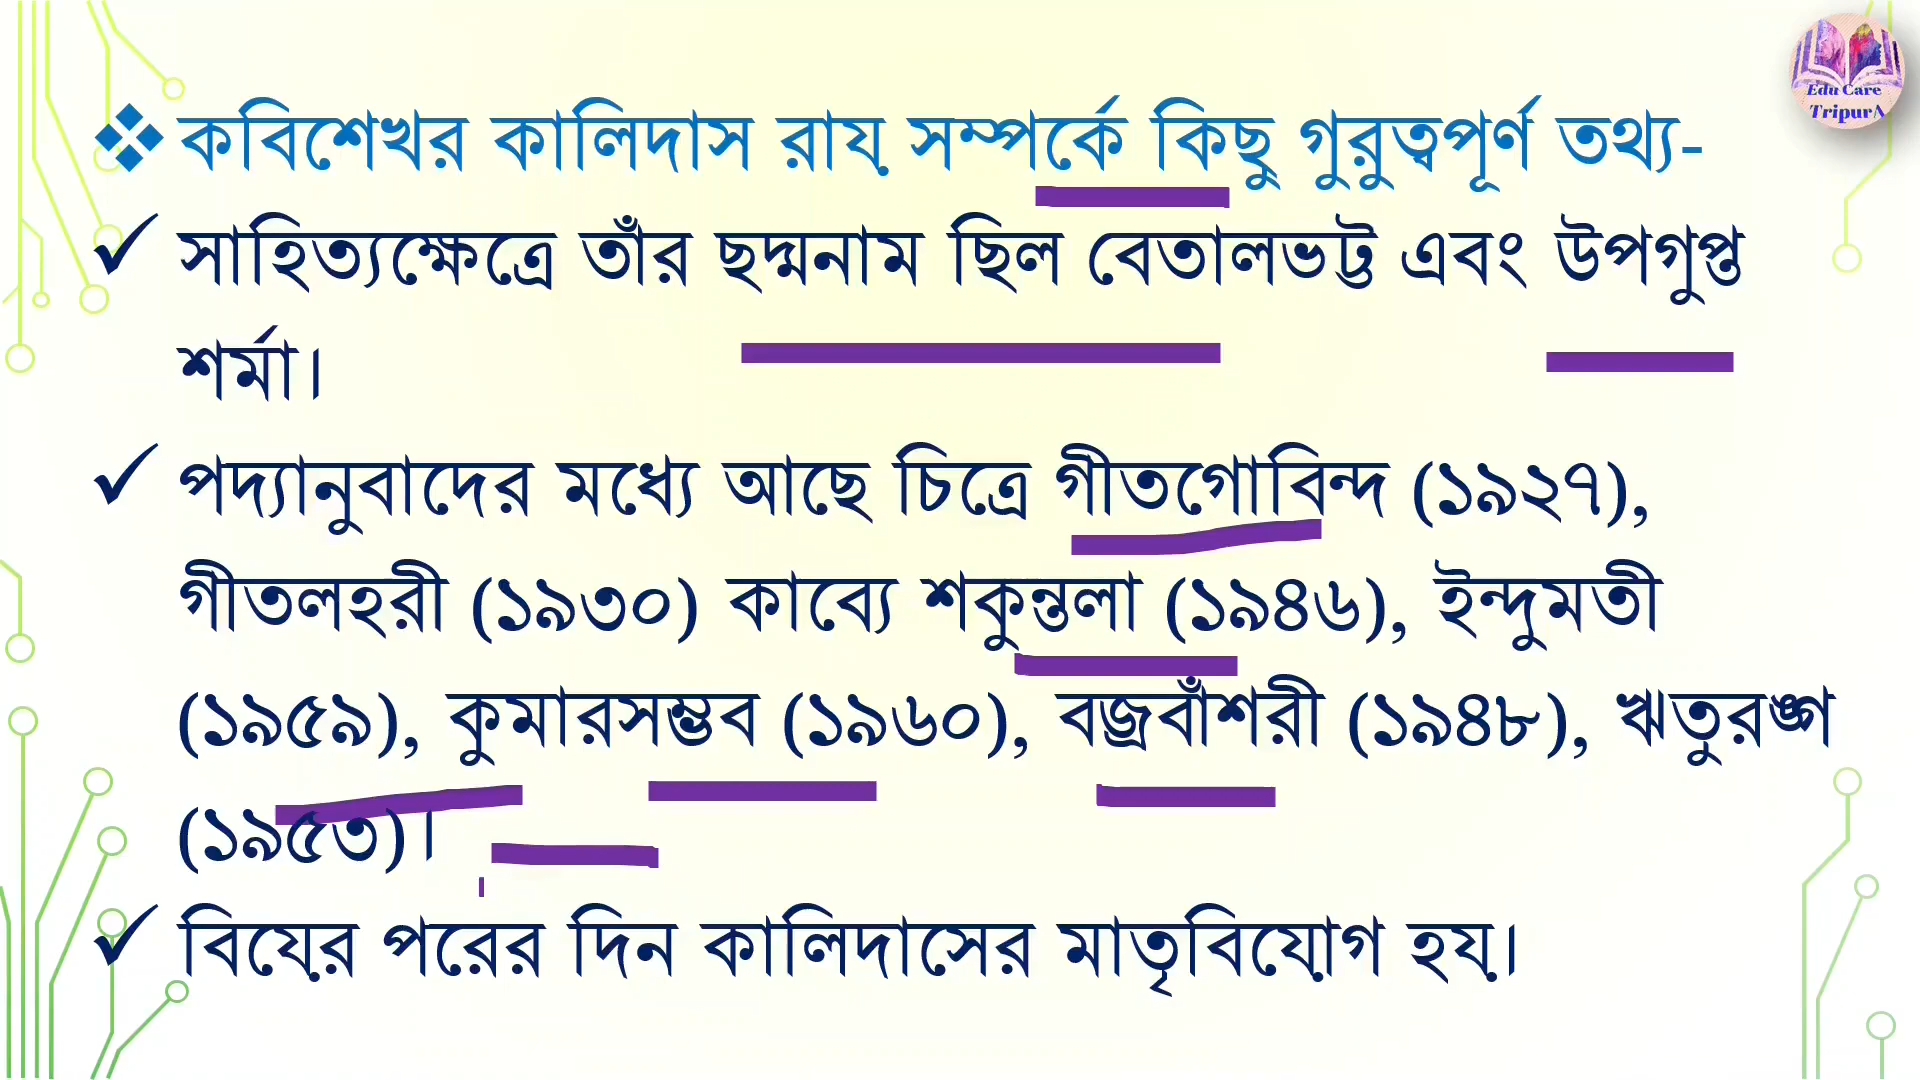 Edu Care
TripurA
কবিশেখর কালিদাস রায় সম্পর্কে কিছু গুরুত্বপূর্ণ তথ্য-
সাহিত্যক্ষেত্রে তাঁর ছদ্মনাম ছিল বেতালভট্ট এবং উপগুপ্ত
শর্মা।
পদ্যানুবাদের মধ্যে আছে চিত্রে গীতগোবিন্দ (১৯২৭),
গীতলহরী (১৯৩০) কাব্যে শকুন্তলা (১৯৪৬), ইন্দুমতী
(১৯৫৯), কুমারসম্ভব (১৯৬০), বজ্রবাঁশরী (১৯৪৮), ঋতুরঙ্গ
(১৯৫৩)।
বিয়ের পরের দিন কালিদাসের মাতৃবিয়োগ হয়।